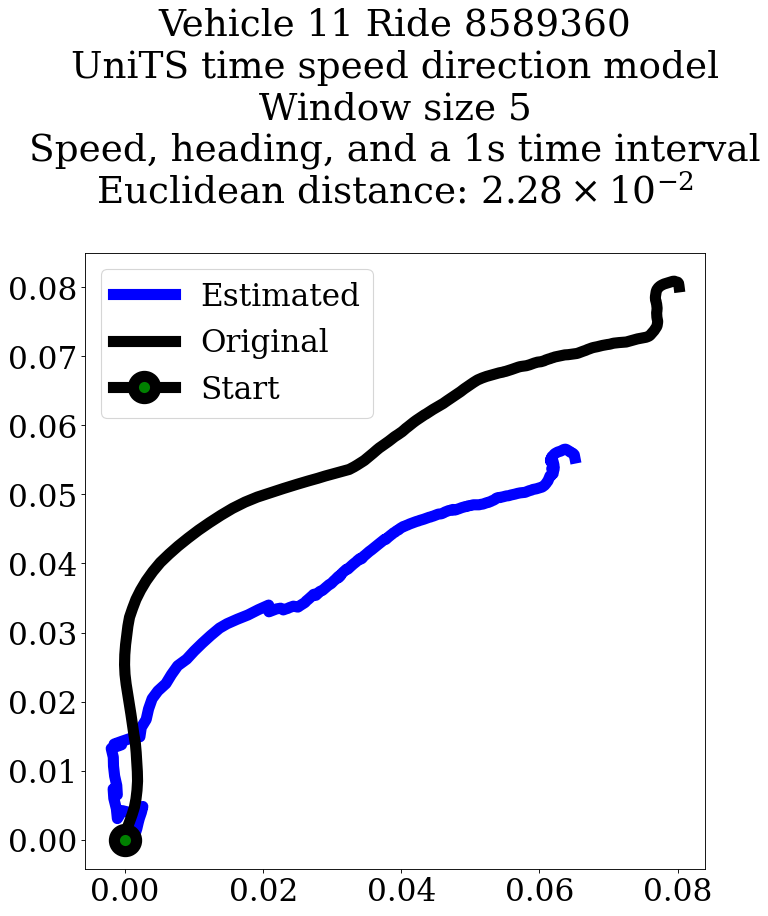 Vehicle 11 Ride 8589360
UniTS time speed direction model
Window size 5
Speed, heading, and a 1s time interval
Euclidean distance: 2.28 × 10⁻²
Estimated
Original
Start
0.08
0.07
0.06
0.05
0.04
0.03
0.02
0.01
0.00
0.00 0.02 0.04 0.06 0.08